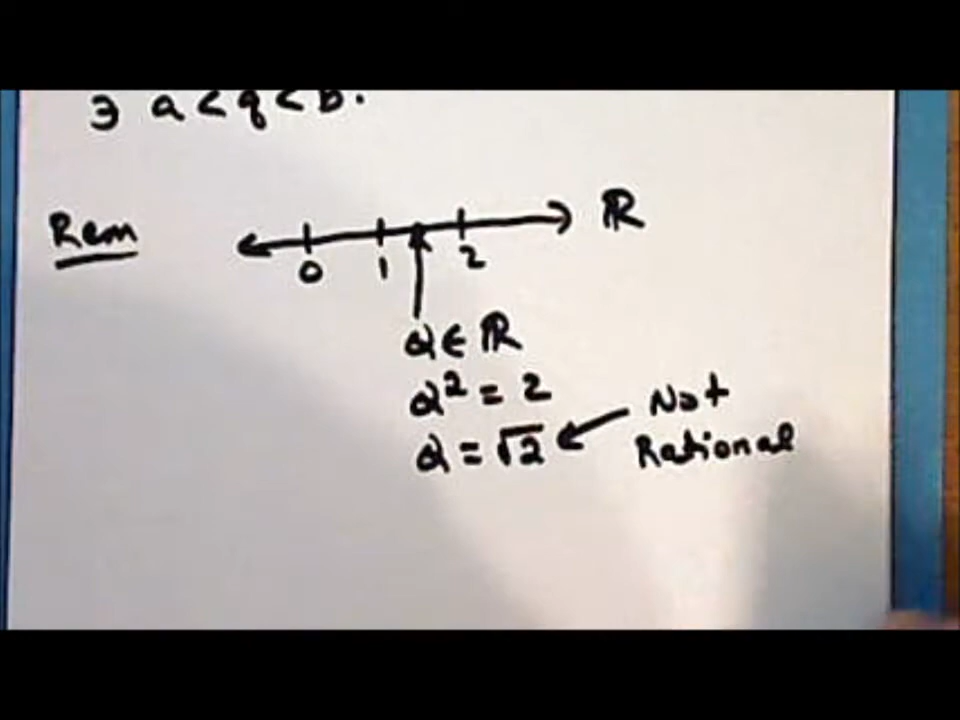 ∋ a < q < b.
Rem
ℝ
0 1 2
α ∈ ℝ
α² = 2
α = √2
Not
Rational